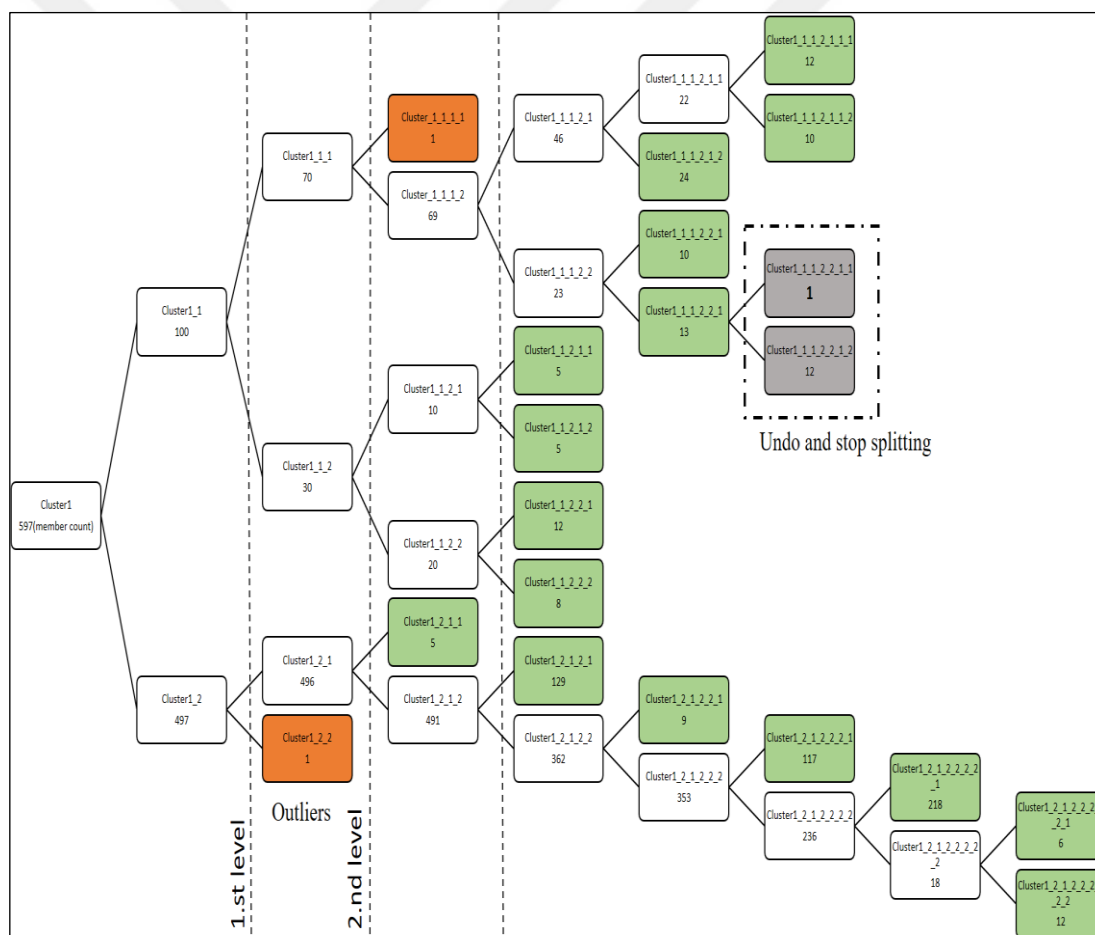 Cluster1
597(member count)
Cluster1_1
100
Cluster1_2
497
Cluster1_1_1
70
Cluster1_1_2
30
Cluster1_2_1
496
Cluster1_2_2
1
Outliers
1.st level
2.nd level
Cluster_1_1_1_1
1
Cluster_1_1_1_2
69
Cluster1_1_2_1
10
Cluster1_1_2_2
20
Cluster1_2_1_1
5
Cluster1_2_1_2
491
Cluster1_1_1_2_1
46
Cluster1_1_1_2_2
23
Cluster1_1_2_1_1
5
Cluster1_1_2_1_2
5
Cluster1_1_2_2_1
12
Cluster1_1_2_2_2
8
Cluster1_2_1_2_1
129
Cluster1_2_1_2_2
362
Cluster1_1_1_2_1_1
22
Cluster1_1_1_2_1_2
24
Cluster1_1_1_2_2_1
10
Cluster1_1_1_2_2_1
13
Cluster1_2_1_2_2_1
9
Cluster1_2_1_2_2_2
353
Cluster1_1_1_2_1_1_1
12
Cluster1_1_1_2_1_1_2
10
Cluster1_1_1_2_2_1_1
1
Cluster1_1_1_2_2_1_2
12
Undo and stop splitting
Cluster1_2_1_2_2_2_1
117
Cluster1_2_1_2_2_2_2
236
Cluster1_2_1_2_2_2_2
_1
218
Cluster1_2_1_2_2_2_2
_2
18
Cluster1_2_1_2_2_2_2
_2_1
6
Cluster1_2_1_2_2_2_2
_2_2
12